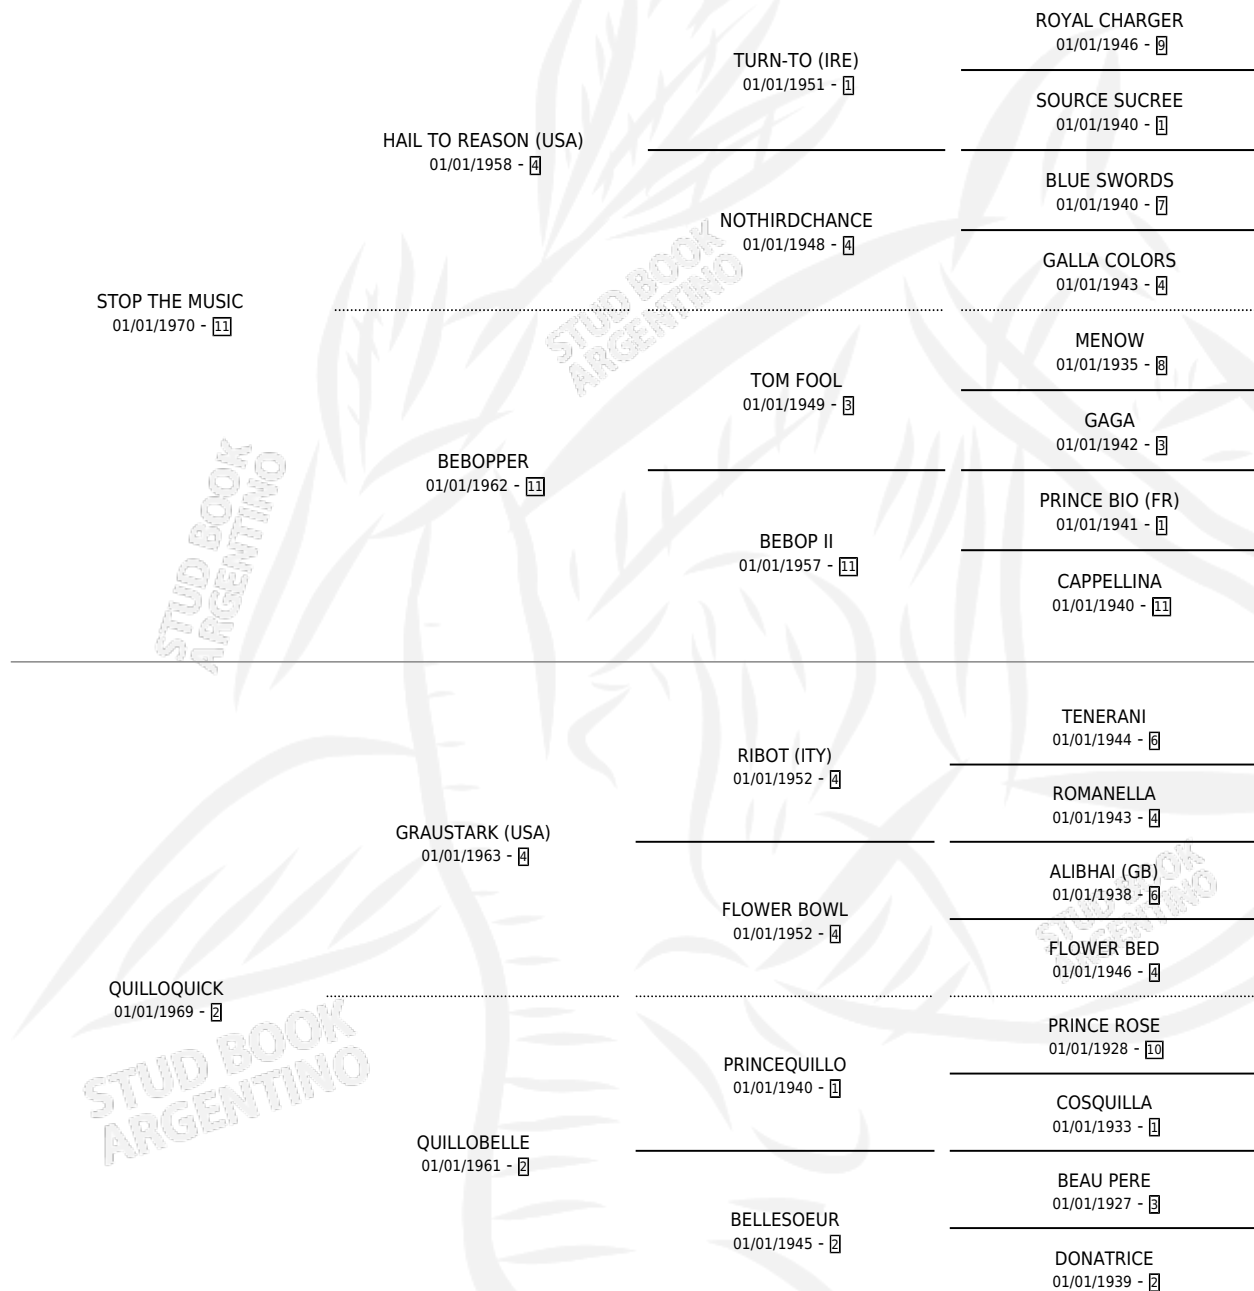 ROYAL CHARGER
01/01/1946 - 9
TURN-TO (IRE)
01/01/1951 - 1
SOURCE SUCREE
01/01/1940 - 1
HAIL TO REASON (USA)
01/01/1958 - 4
BLUE SWORDS
01/01/1940 - 7
NOTHIRDCHANCE
01/01/1948 - 4
GALLA COLORS
01/01/1943 - 4
STOP THE MUSIC
01/01/1970 - 11
MENOW
01/01/1935 - 8
TOM FOOL
01/01/1949 - 3
GAGA
01/01/1942 - 3
BEBOPPER
01/01/1962 - 11
PRINCE BIO (FR)
01/01/1941 - 1
BEBOP II
01/01/1957 - 11
CAPPELLINA
01/01/1940 - 11
TENERANI
01/01/1944 - 6
RIBOT (ITY)
01/01/1952 - 4
ROMANELLA
01/01/1943 - 4
GRAUSTARK (USA)
01/01/1963 - 4
ALIBHAI (GB)
01/01/1938 - 6
FLOWER BOWL
01/01/1952 - 4
FLOWER BED
01/01/1946 - 4
QUILLOQUICK
01/01/1969 - 2
PRINCE ROSE
01/01/1928 - 10
PRINCEQUILLO
01/01/1940 - 1
COSQUILLA
01/01/1933 - 1
QUILLOBELLE
01/01/1961 - 2
BEAU PERE
01/01/1927 - 3
BELLESOEUR
01/01/1945 - 2
DONATRICE
01/01/1939 - 2
STUD BOOK
ARGENTINO
STUD BOOK
ARGENTINO
STUD BOOK
ARGENTINO
STUD BOOK
ARGENTINO